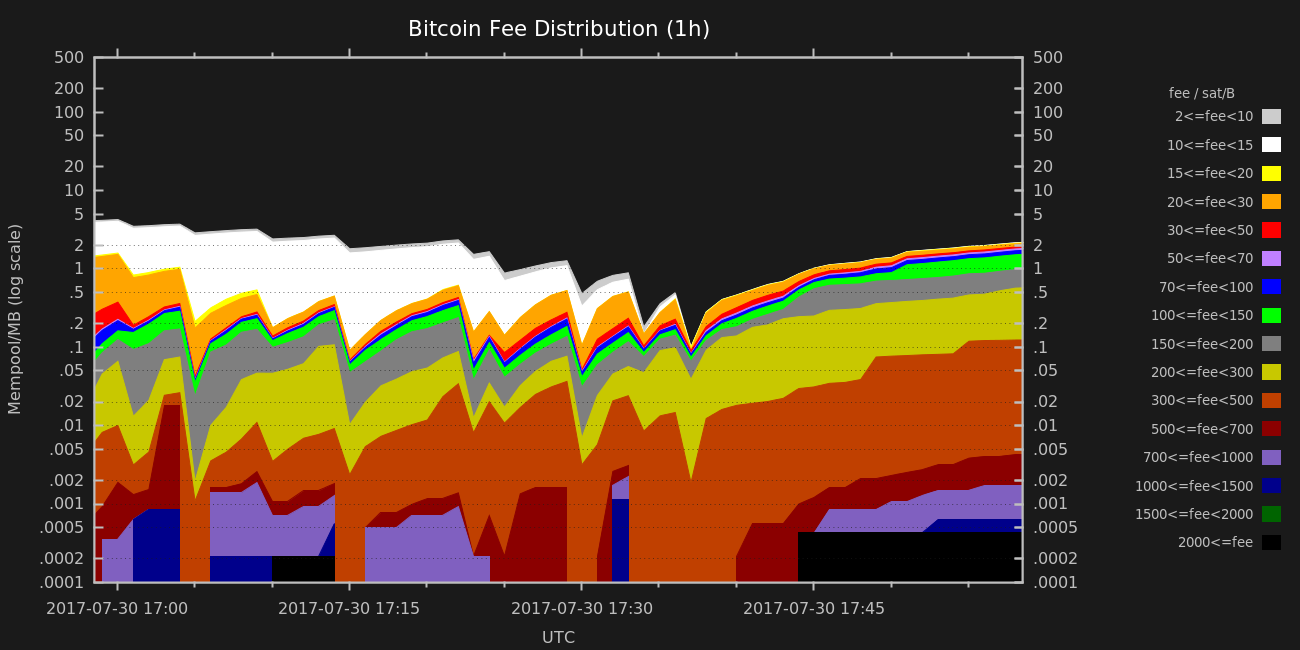 Bitcoin Fee Distribution (1h)
500
200
100
50
20
10
5
2
1
.5
.2
.1
.05
.02
.01
.005
.002
.001
.0005
.0002
.0001
Mempool/MB (log scale)
500
200
100
50
20
10
5
2
1
.5
.2
.1
.05
.02
.01
.005
.002
.001
.0005
.0002
.0001
2017-07-30 17:00
2017-07-30 17:15
2017-07-30 17:30
2017-07-30 17:45
UTC
fee / sat/B
2<=fee<10
10<=fee<15
15<=fee<20
20<=fee<30
30<=fee<50
50<=fee<70
70<=fee<100
100<=fee<150
150<=fee<200
200<=fee<300
300<=fee<500
500<=fee<700
700<=fee<1000
1000<=fee<1500
1500<=fee<2000
2000<=fee